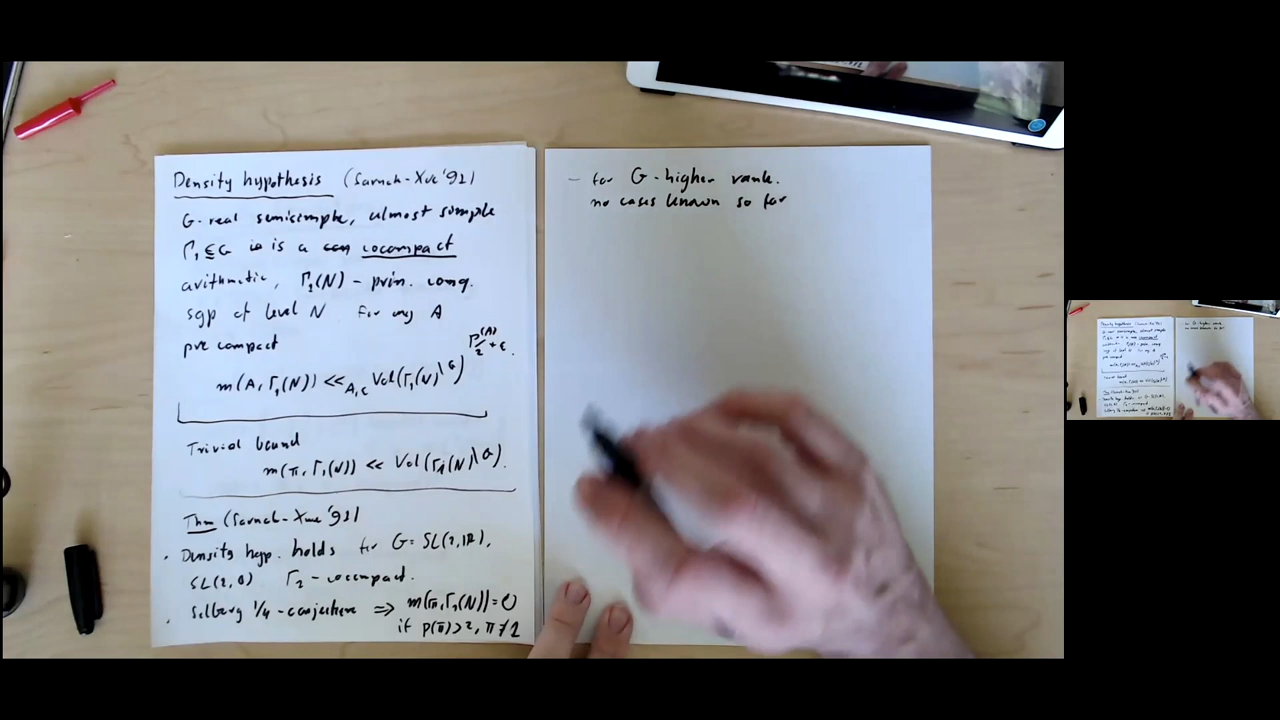 Density hypothesis (Sarnak-Xue '91)
G-real semisimple, almost simple
Γ₁ ⊆ G is a cocompact
arithmetic, Γ₁(N) - prin. cong.
sgp of level N for any A
pre compact
m(A, Γ₁(N)) <<_{A,ε} Vol(Γ₁(N)\G)^{2/p(A) + ε}.
Trivial bound
m(π, Γ₁(N)) << Vol(Γ₁(N)\G).
Thm (Sarnak-Xue '91)
· Density hyp. holds for G = SL(2,ℝ),
SL(2,ℂ) Γ₁-cocompact.
· Selberg 1/4-conjecture ⇒ m(π, Γ₁(N)) = 0
if p(π)>2, π≠1
- for G-higher rank.
no cases known so far